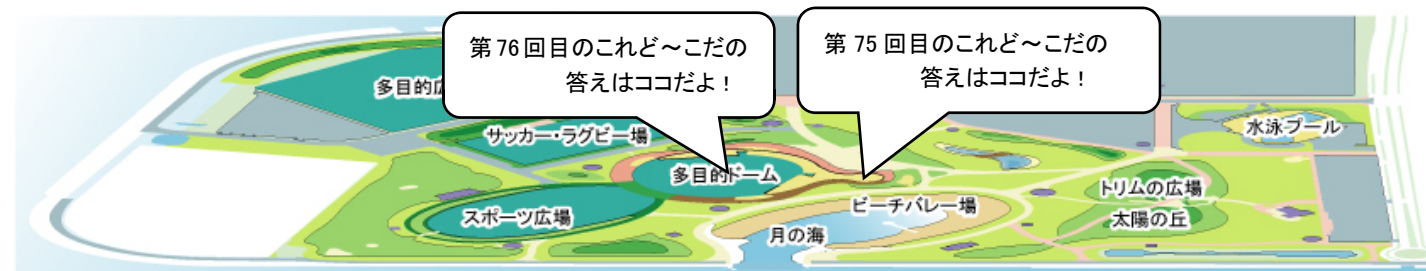 第76回目のこれど～こだの
答えはココだよ！
第75回目のこれど～こだの
答えはココだよ！
多目的広
サッカー・ラグビー場
多目的ドーム
スポーツ広場
ビーチバレー場
月の海
水泳プール
トリムの広場
太陽の丘